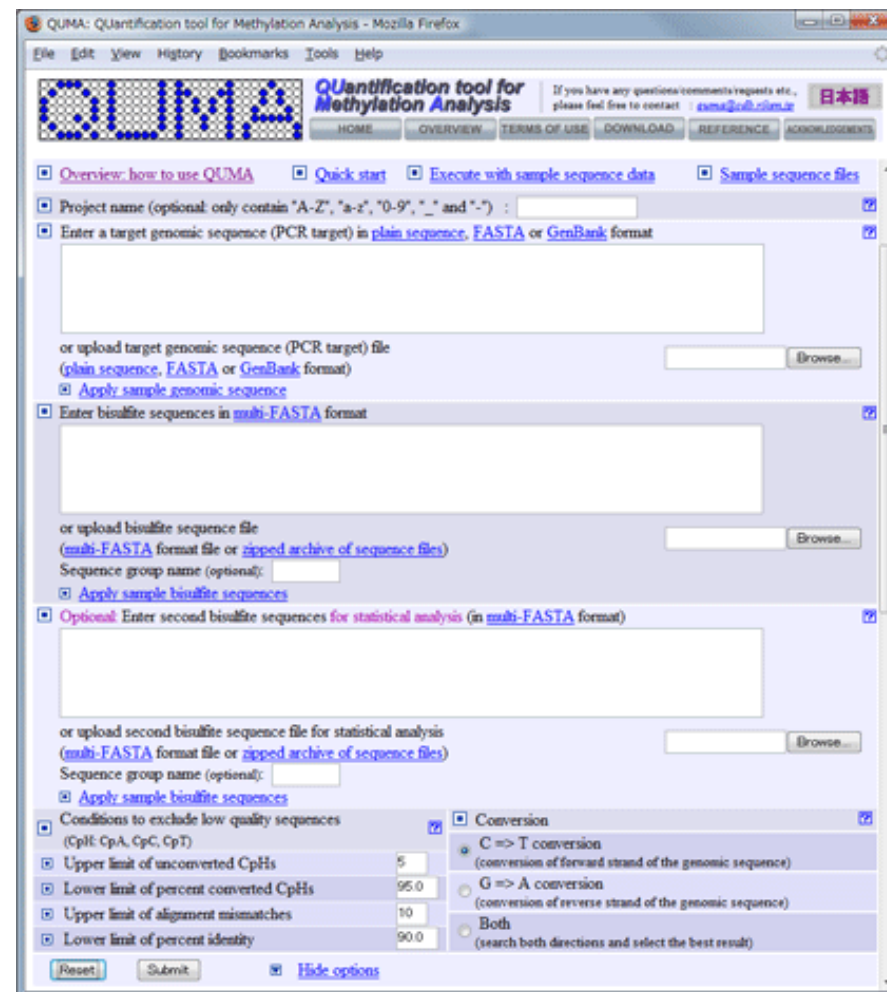 QUMA: QUantification tool for Methylation Analysis - Mozilla Firefox
File Edit View History Bookmarks Tools Help
QUMA
QUantification tool for
Methylation Analysis
If you have any questions/comments/requests etc.,
please feel free to contact : quma@cdb.riken.jp
日本語
HOME OVERVIEW TERMS OF USE DOWNLOAD REFERENCE ACKNOWLEDGEMENTS
Overview: how to use QUMA Quick start Execute with sample sequence data Sample sequence files
Project name (optional: only contain "A-Z", "a-z", "0-9", "_" and "-") :
Enter a target genomic sequence (PCR target) in plain sequence, FASTA or GenBank format
or upload target genomic sequence (PCR target) file
(plain sequence, FASTA or GenBank format)
Browse...
Apply sample genomic sequence
Enter bisulfite sequences in multi-FASTA format
or upload bisulfite sequence file
(multi-FASTA format file or zipped archive of sequence files)
Browse...
Sequence group name (optional):
Apply sample bisulfite sequences
Optional: Enter second bisulfite sequences for statistical analysis (in multi-FASTA format)
or upload second bisulfite sequence file for statistical analysis
(multi-FASTA format file or zipped archive of sequence files)
Browse...
Sequence group name (optional):
Apply sample bisulfite sequences
Conditions to exclude low quality sequences
(CpH: CpA, CpC, CpT)
Upper limit of unconverted CpHs 5
Lower limit of percent converted CpHs 95.0
Upper limit of alignment mismatches 10
Lower limit of percent identity 90.0
Conversion
C => T conversion
(conversion of forward strand of the genomic sequence)
G => A conversion
(conversion of reverse strand of the genomic sequence)
Both
(search both directions and select the best result)
Reset Submit Hide options